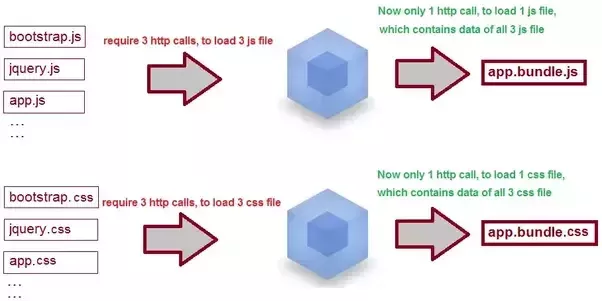 bootstrap.js
jquery.js
app.js
...
...
require 3 http calls, to load 3 js file
Now only 1 http call, to load 1 js file,
which contains data of all 3 js file
app.bundle.js
bootstrap.css
jquery.css
app.css
...
...
require 3 http calls, to load 3 css file
Now only 1 http call, to load 1 css file,
which contains data of all 3 css file
app.bundle.css